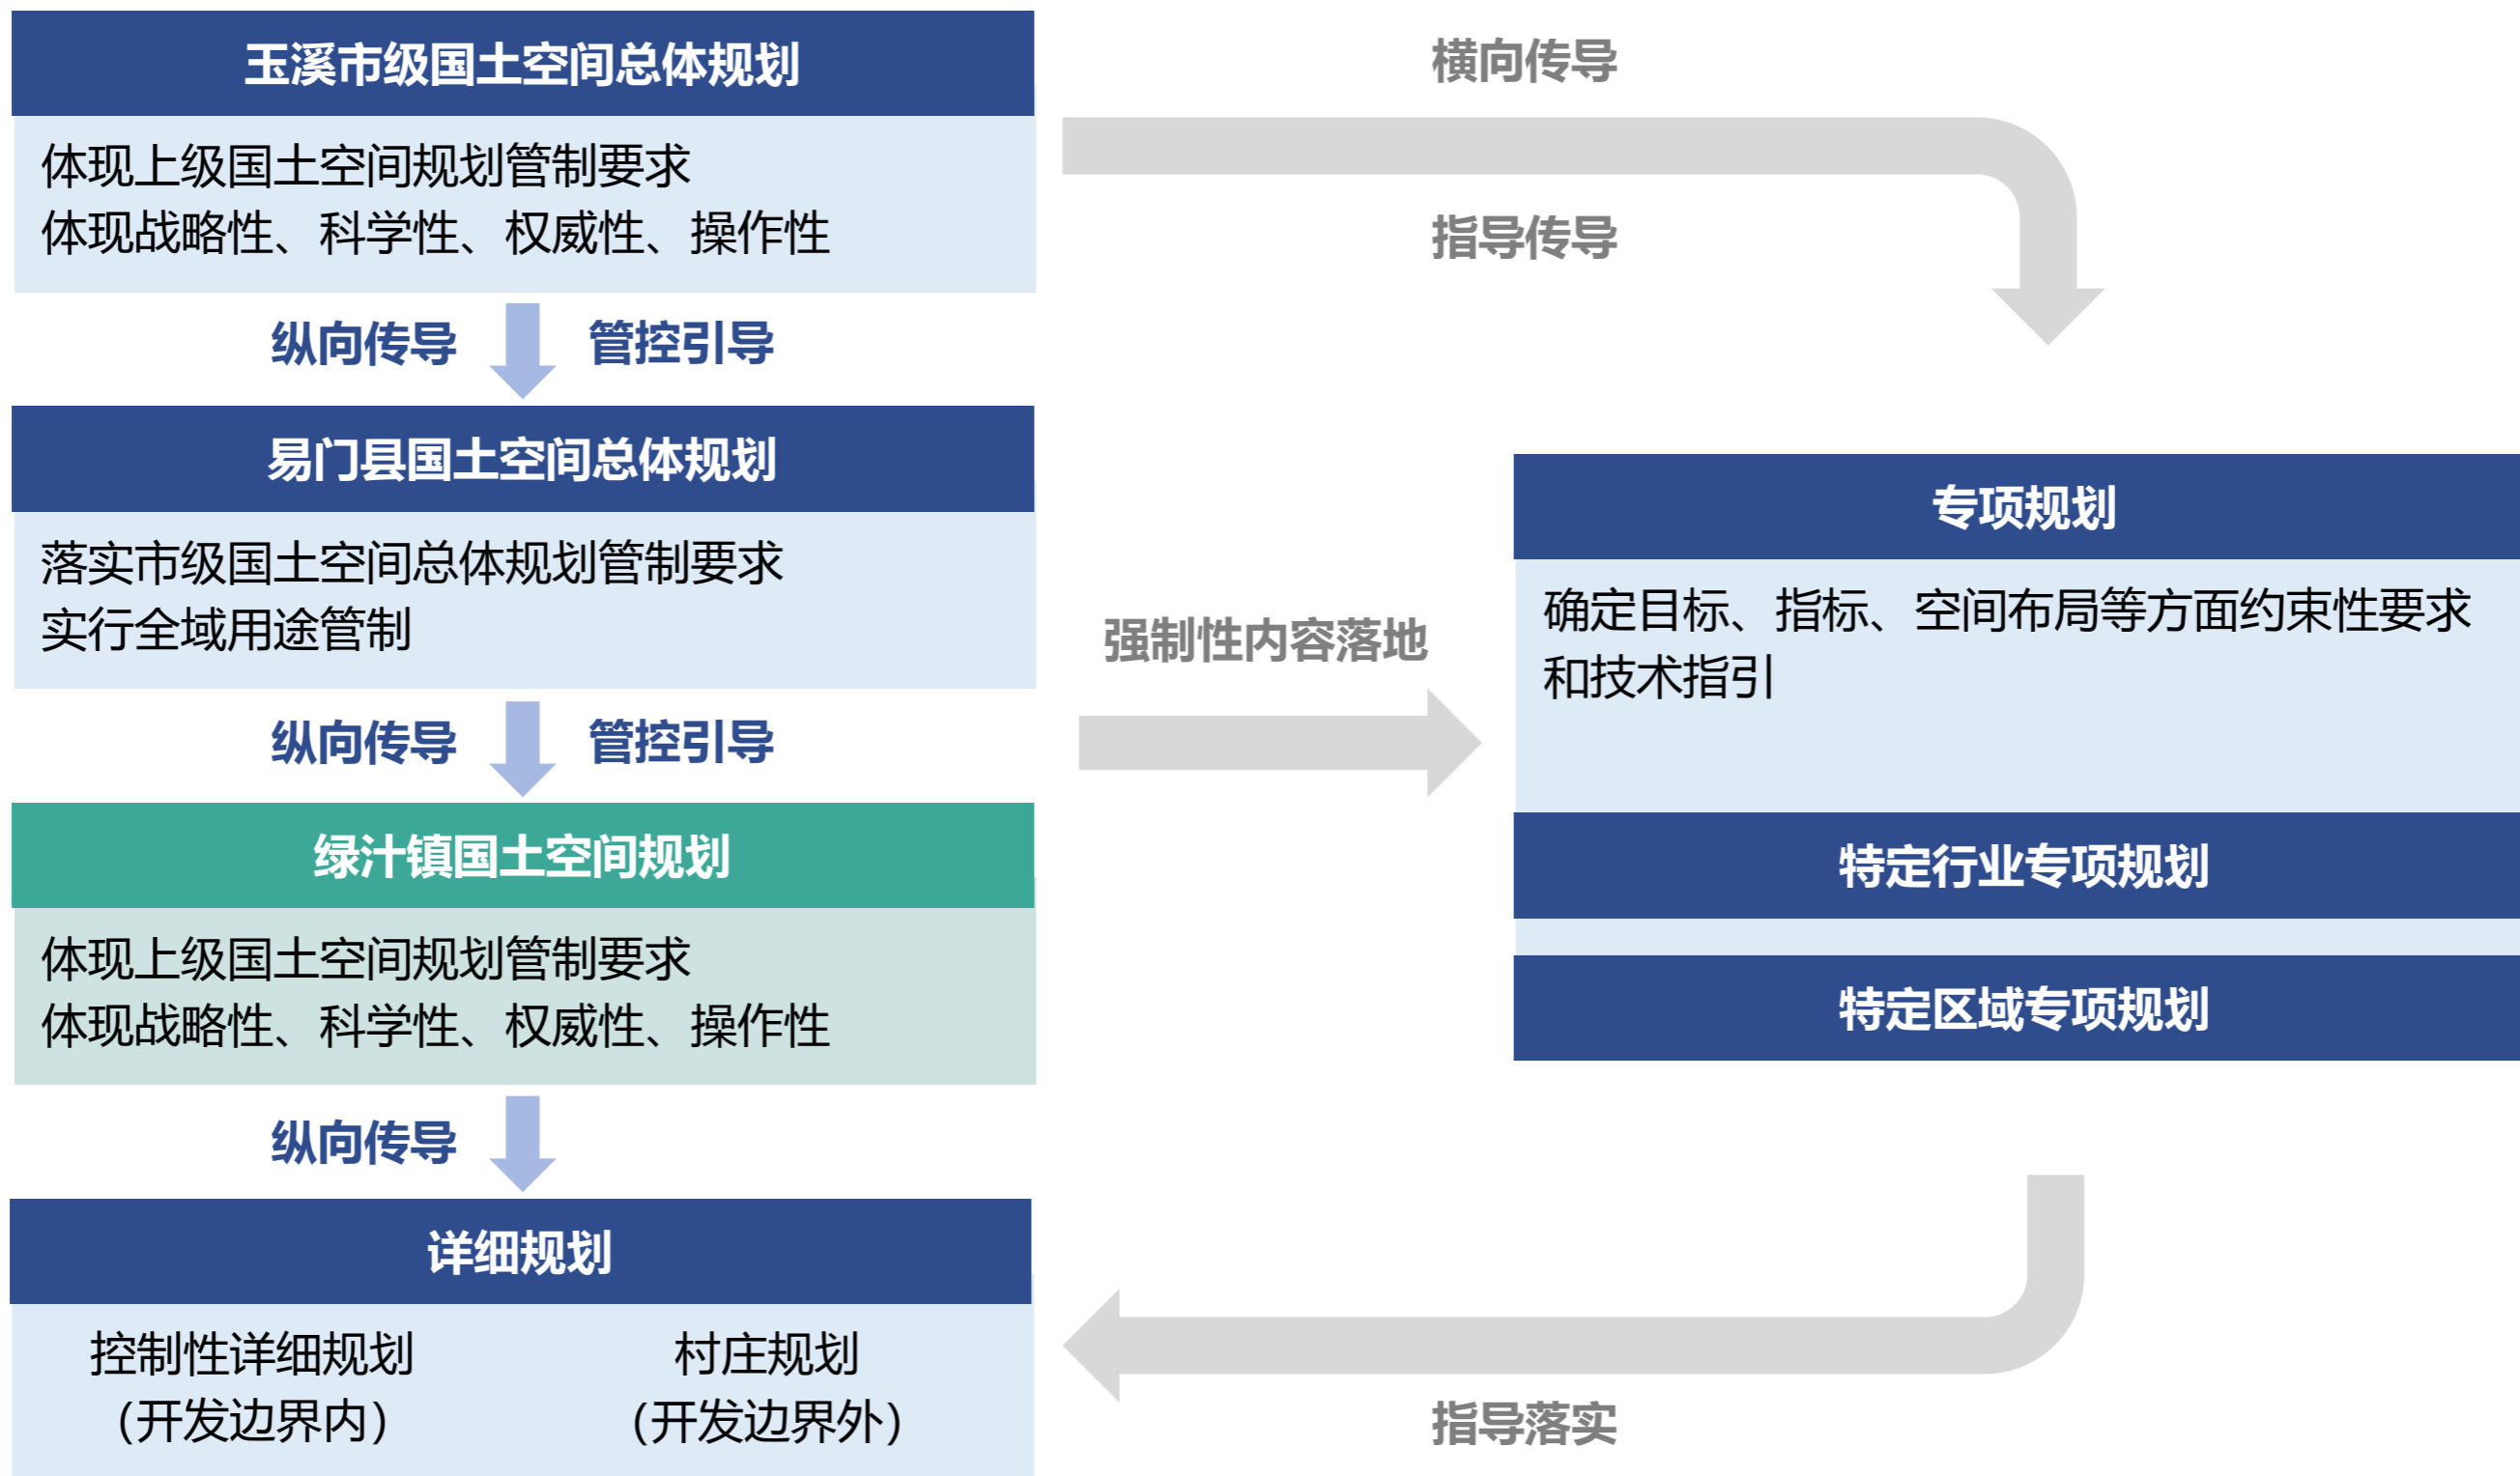 玉溪市级国土空间总体规划
体现上级国土空间规划管制要求
体现战略性、科学性、权威性、操作性
横向传导
指导传导
纵向传导
管控引导
易门县国土空间总体规划
落实市级国土空间总体规划管制要求
实行全域用途管制
强制性内容落地
专项规划
确定目标、指标、空间布局等方面约束性要求
和技术指引
特定行业专项规划
特定区域专项规划
纵向传导
管控引导
绿汁镇国土空间规划
体现上级国土空间规划管制要求
体现战略性、科学性、权威性、操作性
纵向传导
详细规划
控制性详细规划
（开发边界内）
村庄规划
（开发边界外）
指导落实